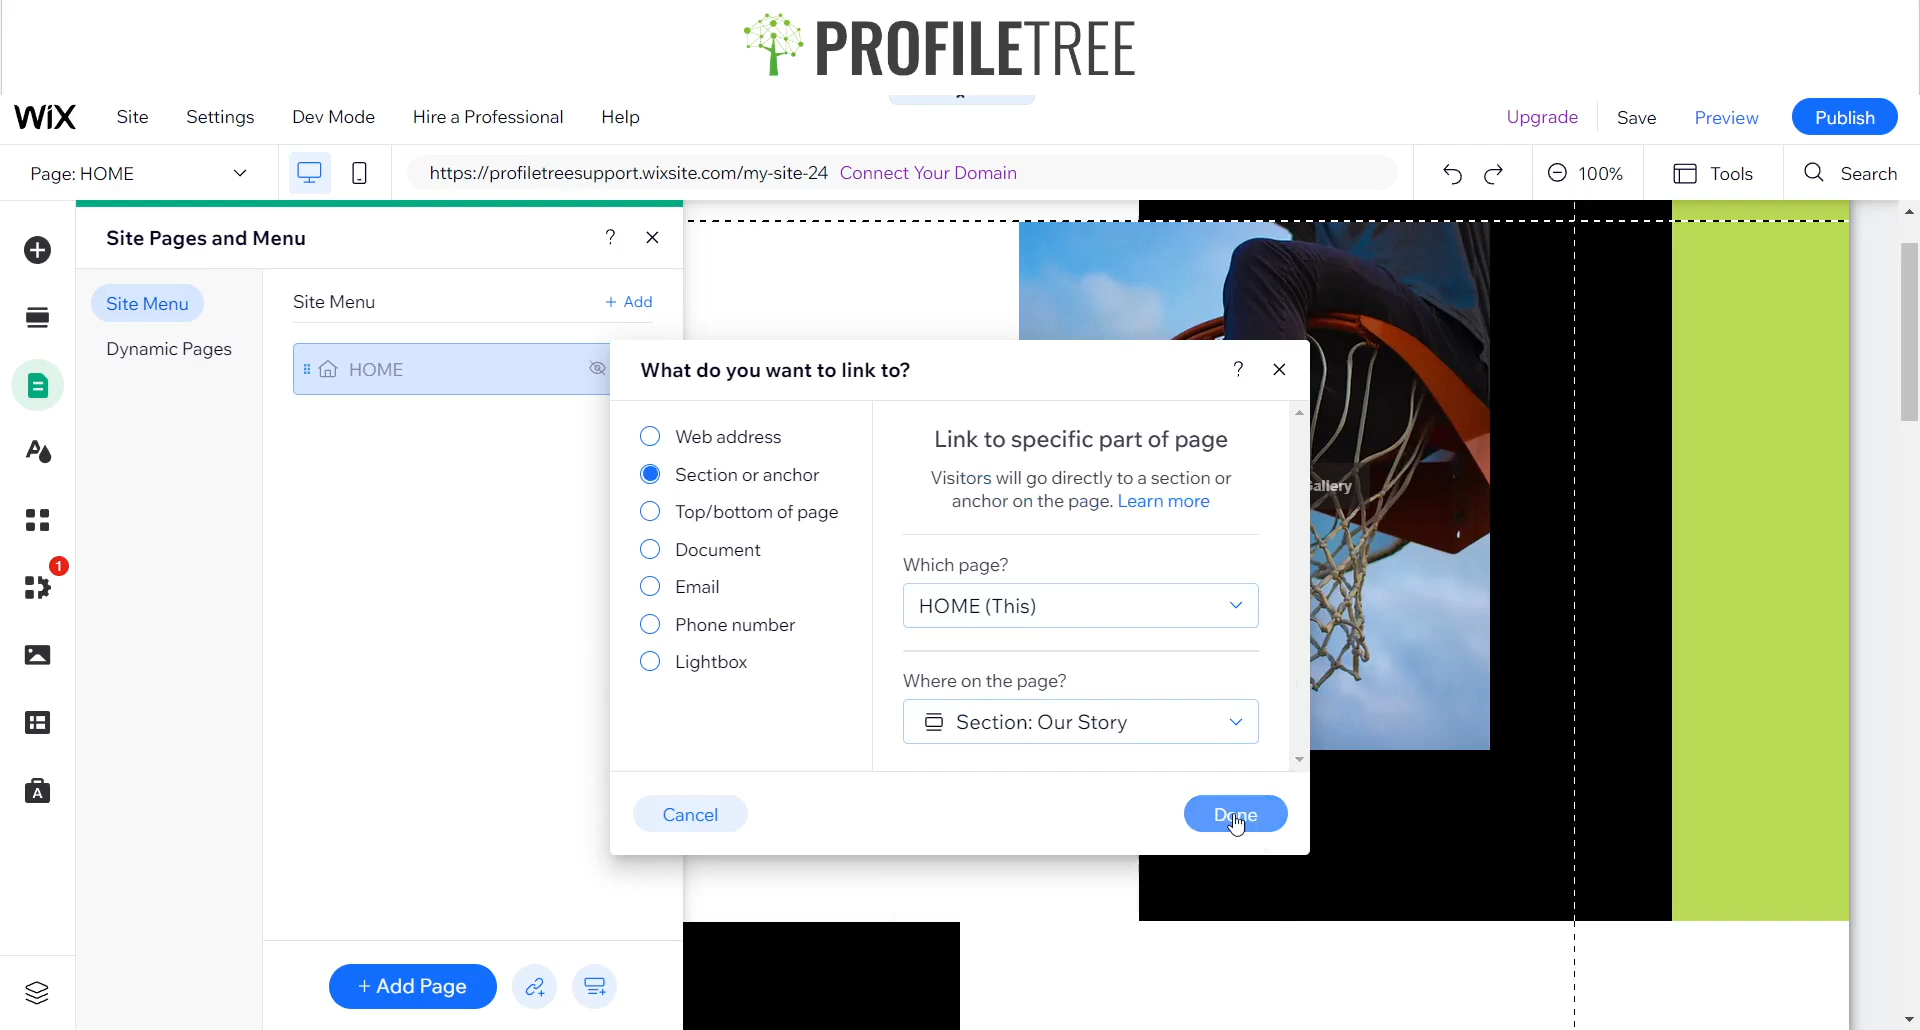 PROFILETREE
WiX
Site
Settings
Dev Mode
Hire a Professional
Help
Upgrade
Save
Preview
Publish
Page: HOME
https://profiletreesupport.wixsite.com/my-site-24 Connect Your Domain
100%
Tools
Search
Site Pages and Menu
?
Site Menu
Dynamic Pages
Site Menu
+ Add
HOME
1
A
What do you want to link to?
?
Web address
Section or anchor
Top/bottom of page
Document
Email
Phone number
Lightbox
Link to specific part of page
Visitors will go directly to a section or
anchor on the page. Learn more
Which page?
HOME (This)
Where on the page?
Section: Our Story
Cancel
Done
+ Add Page